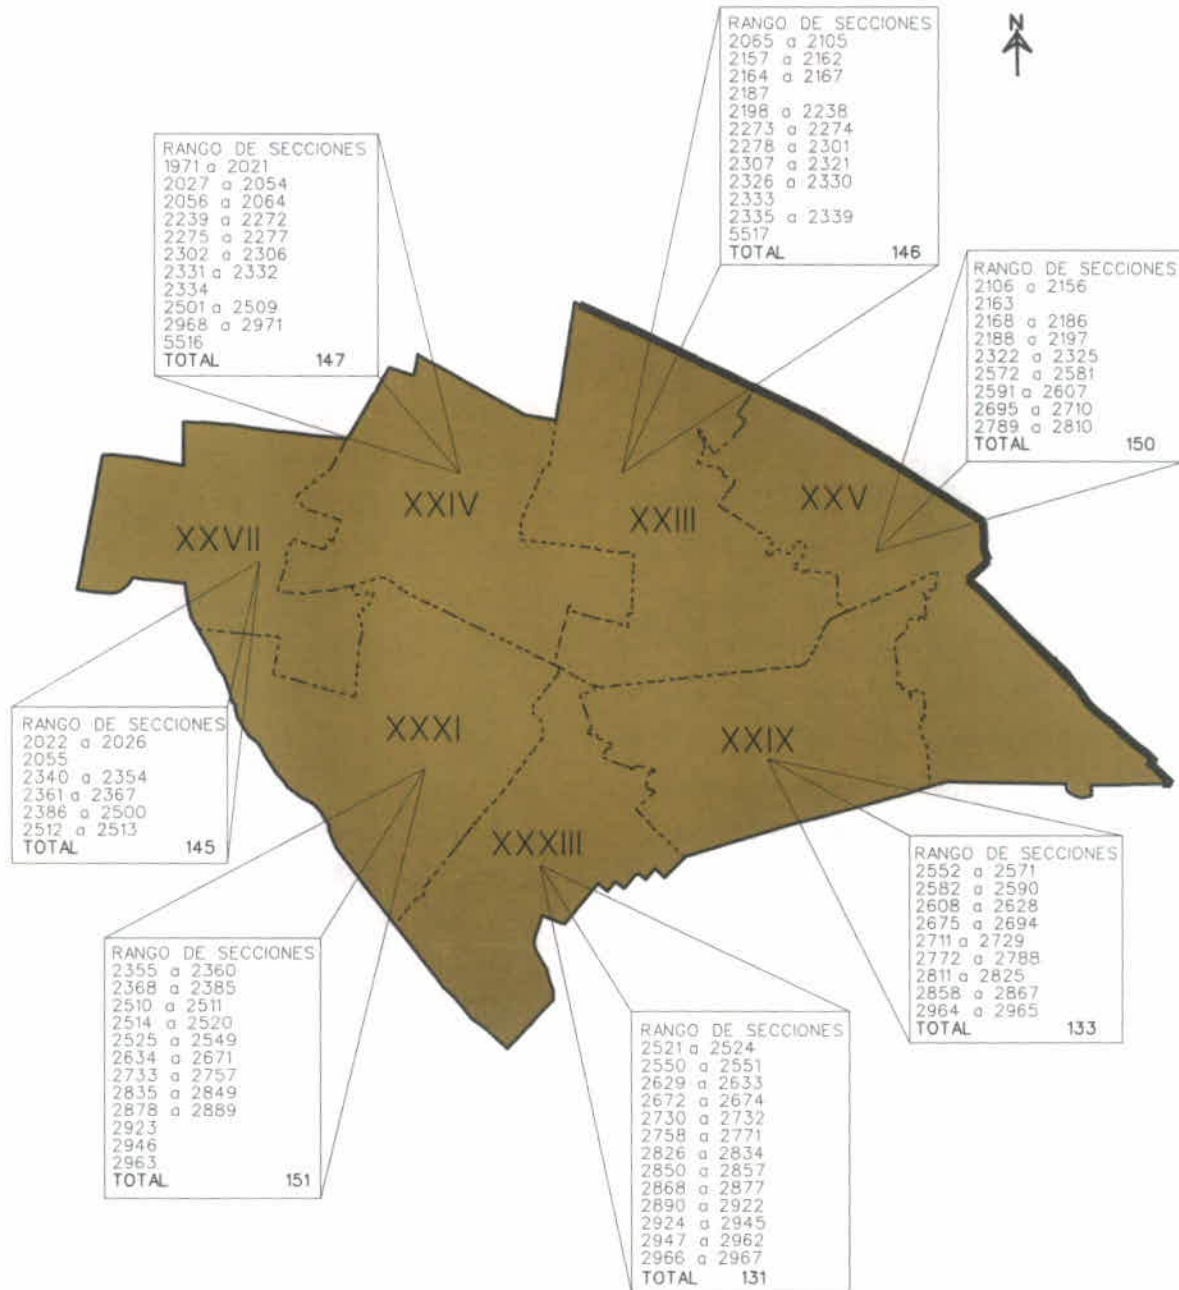 N
RANGO DE SECCIONES
2065 a 2105
2157 a 2162
2164 a 2167
2187
2198 a 2238
2273 a 2274
2278 a 2301
2307 a 2321
2326 a 2330
2333
2335 a 2339
5517
TOTAL 146
RANGO DE SECCIONES
1971 a 2021
2027 a 2054
2056 a 2064
2239 a 2272
2275 a 2277
2302 a 2306
2331 a 2332
2334
2501 a 2509
2968 a 2971
5516
TOTAL 147
RANGO DE SECCIONES
2106 a 2156
2163
2168 a 2186
2188 a 2197
2322 a 2325
2572 a 2581
2591 a 2607
2695 a 2710
2789 a 2810
TOTAL 150
XXIV
XXIII
XXV
XXVII
XXXI
XXIX
XXXIII
RANGO DE SECCIONES
2022 a 2026
2055
2340 a 2354
2361 a 2367
2386 a 2500
2512 a 2513
TOTAL 145
RANGO DE SECCIONES
2552 a 2571
2582 a 2590
2608 a 2628
2675 a 2694
2711 a 2729
2772 a 2788
2811 a 2825
2858 a 2867
2964 a 2965
TOTAL 133
RANGO DE SECCIONES
2355 a 2360
2368 a 2385
2510 a 2511
2514 a 2520
2525 a 2549
2634 a 2671
2733 a 2757
2835 a 2849
2878 a 2889
2923
2946
2963
TOTAL 151
RANGO DE SECCIONES
2521 a 2524
2550 a 2551
2629 a 2633
2672 a 2674
2730 a 2732
2758 a 2771
2826 a 2834
2850 a 2857
2868 a 2877
2890 a 2922
2924 a 2945
2947 a 2962
2966 a 2967
TOTAL 131